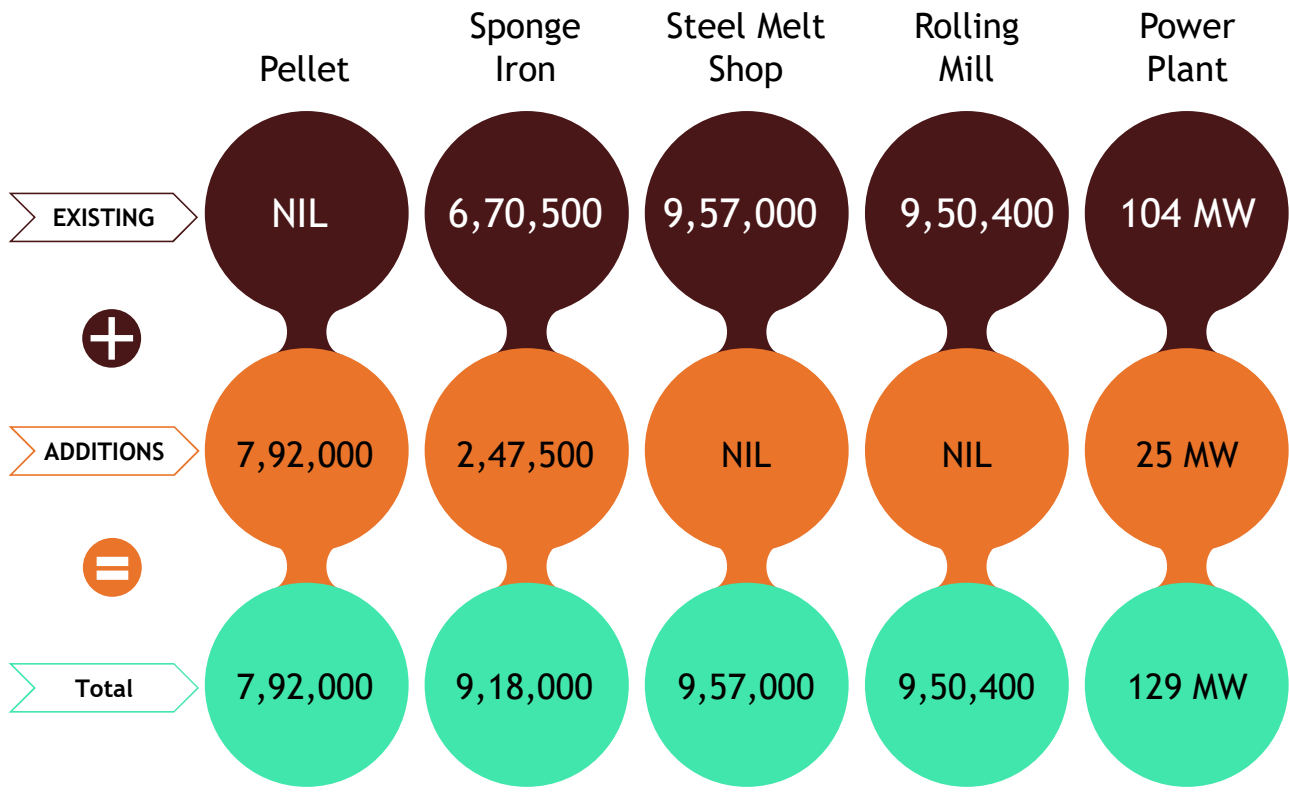 Pellet
Sponge
Iron
Steel Melt
Shop
Rolling
Mill
Power
Plant
EXISTING
NIL
6,70,500
9,57,000
9,50,400
104 MW
+
ADDITIONS
7,92,000
2,47,500
NIL
NIL
25 MW
=
Total
7,92,000
9,18,000
9,57,000
9,50,400
129 MW